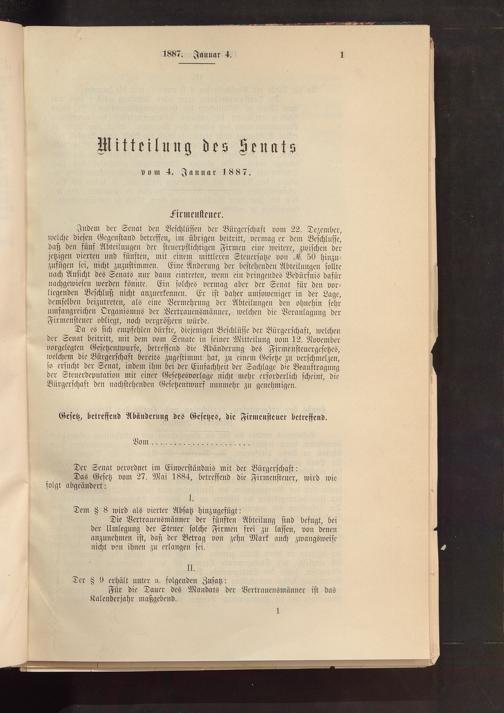 1887. Januar 4.
1
Mitteilung des Senats
vom 4. Januar 1887.
Firmensteuer.
Indem der Senat den Beschlüssen der Bürgerschaft vom 22. Dezember,
welche diesen Gegenstand betreffen, im übrigen beitritt, vermag er dem Beschlusse,
daß den fünf Abteilungen der steuerpflichtigen Firmen eine weitere, zwischen der
jetzigen vierten und fünften, mit einem mittleren Steuersatze von ℳ 50 hinzu-
zufügen sei, nicht zuzustimmen. Eine Änderung der bestehenden Abteilungen sollte
nach Ansicht des Senats nur dann eintreten, wenn ein dringendes Bedürfnis dafür
nachgewiesen werden könnte. Ein solches vermag aber der Senat für den vor-
liegenden Beschluß nicht anzuerkennen. Er ist daher umsoweniger in der Lage,
demselben beizutreten, als eine Vermehrung der Abteilungen den ohnehin sehr
umfangreichen Organismus der Vertrauensmänner, welchen die Veranlagung der
Firmensteuer obliegt, noch vergrößern würde.
Da es sich empfehlen dürfte, diejenigen Beschlüsse der Bürgerschaft, welchen
der Senat beitritt, mit dem vom Senate in seiner Mitteilung vom 12. November
vorgelegten Gesetzentwurfe, betreffend die Abänderung des Firmensteuergesetzes,
welchem die Bürgerschaft bereits zugestimmt hat, zu einem Gesetze zu verschmelzen,
so ersucht der Senat, indem ihm bei der Einfachheit der Sachlage die Beauftragung
der Steuerdeputation mit einer Gesetzesvorlage nicht mehr erforderlich scheint, die
Bürgerschaft den nachstehenden Gesetzentwurf nunmehr zu genehmigen.
Gesetz, betreffend Abänderung des Gesetzes, die Firmensteuer betreffend.
Vom ......................
Der Senat verordnet im Einverständnis mit der Bürgerschaft:
Das Gesetz vom 27. Mai 1884, betreffend die Firmensteuer, wird wie
folgt abgeändert:
I.
Dem § 8 wird als vierter Absatz hinzugefügt:
Die Vertrauensmänner der fünften Abteilung sind befugt, bei
der Umlegung der Steuer solche Firmen frei zu lassen, von denen
anzunehmen ist, daß der Betrag von zehn Mark auch zwangsweise
nicht von ihnen zu erlangen sei.
II.
Der § 9 erhält unter a. folgenden Zusatz:
Für die Dauer des Mandats der Vertrauensmänner ist das
Kalenderjahr maßgebend.
1